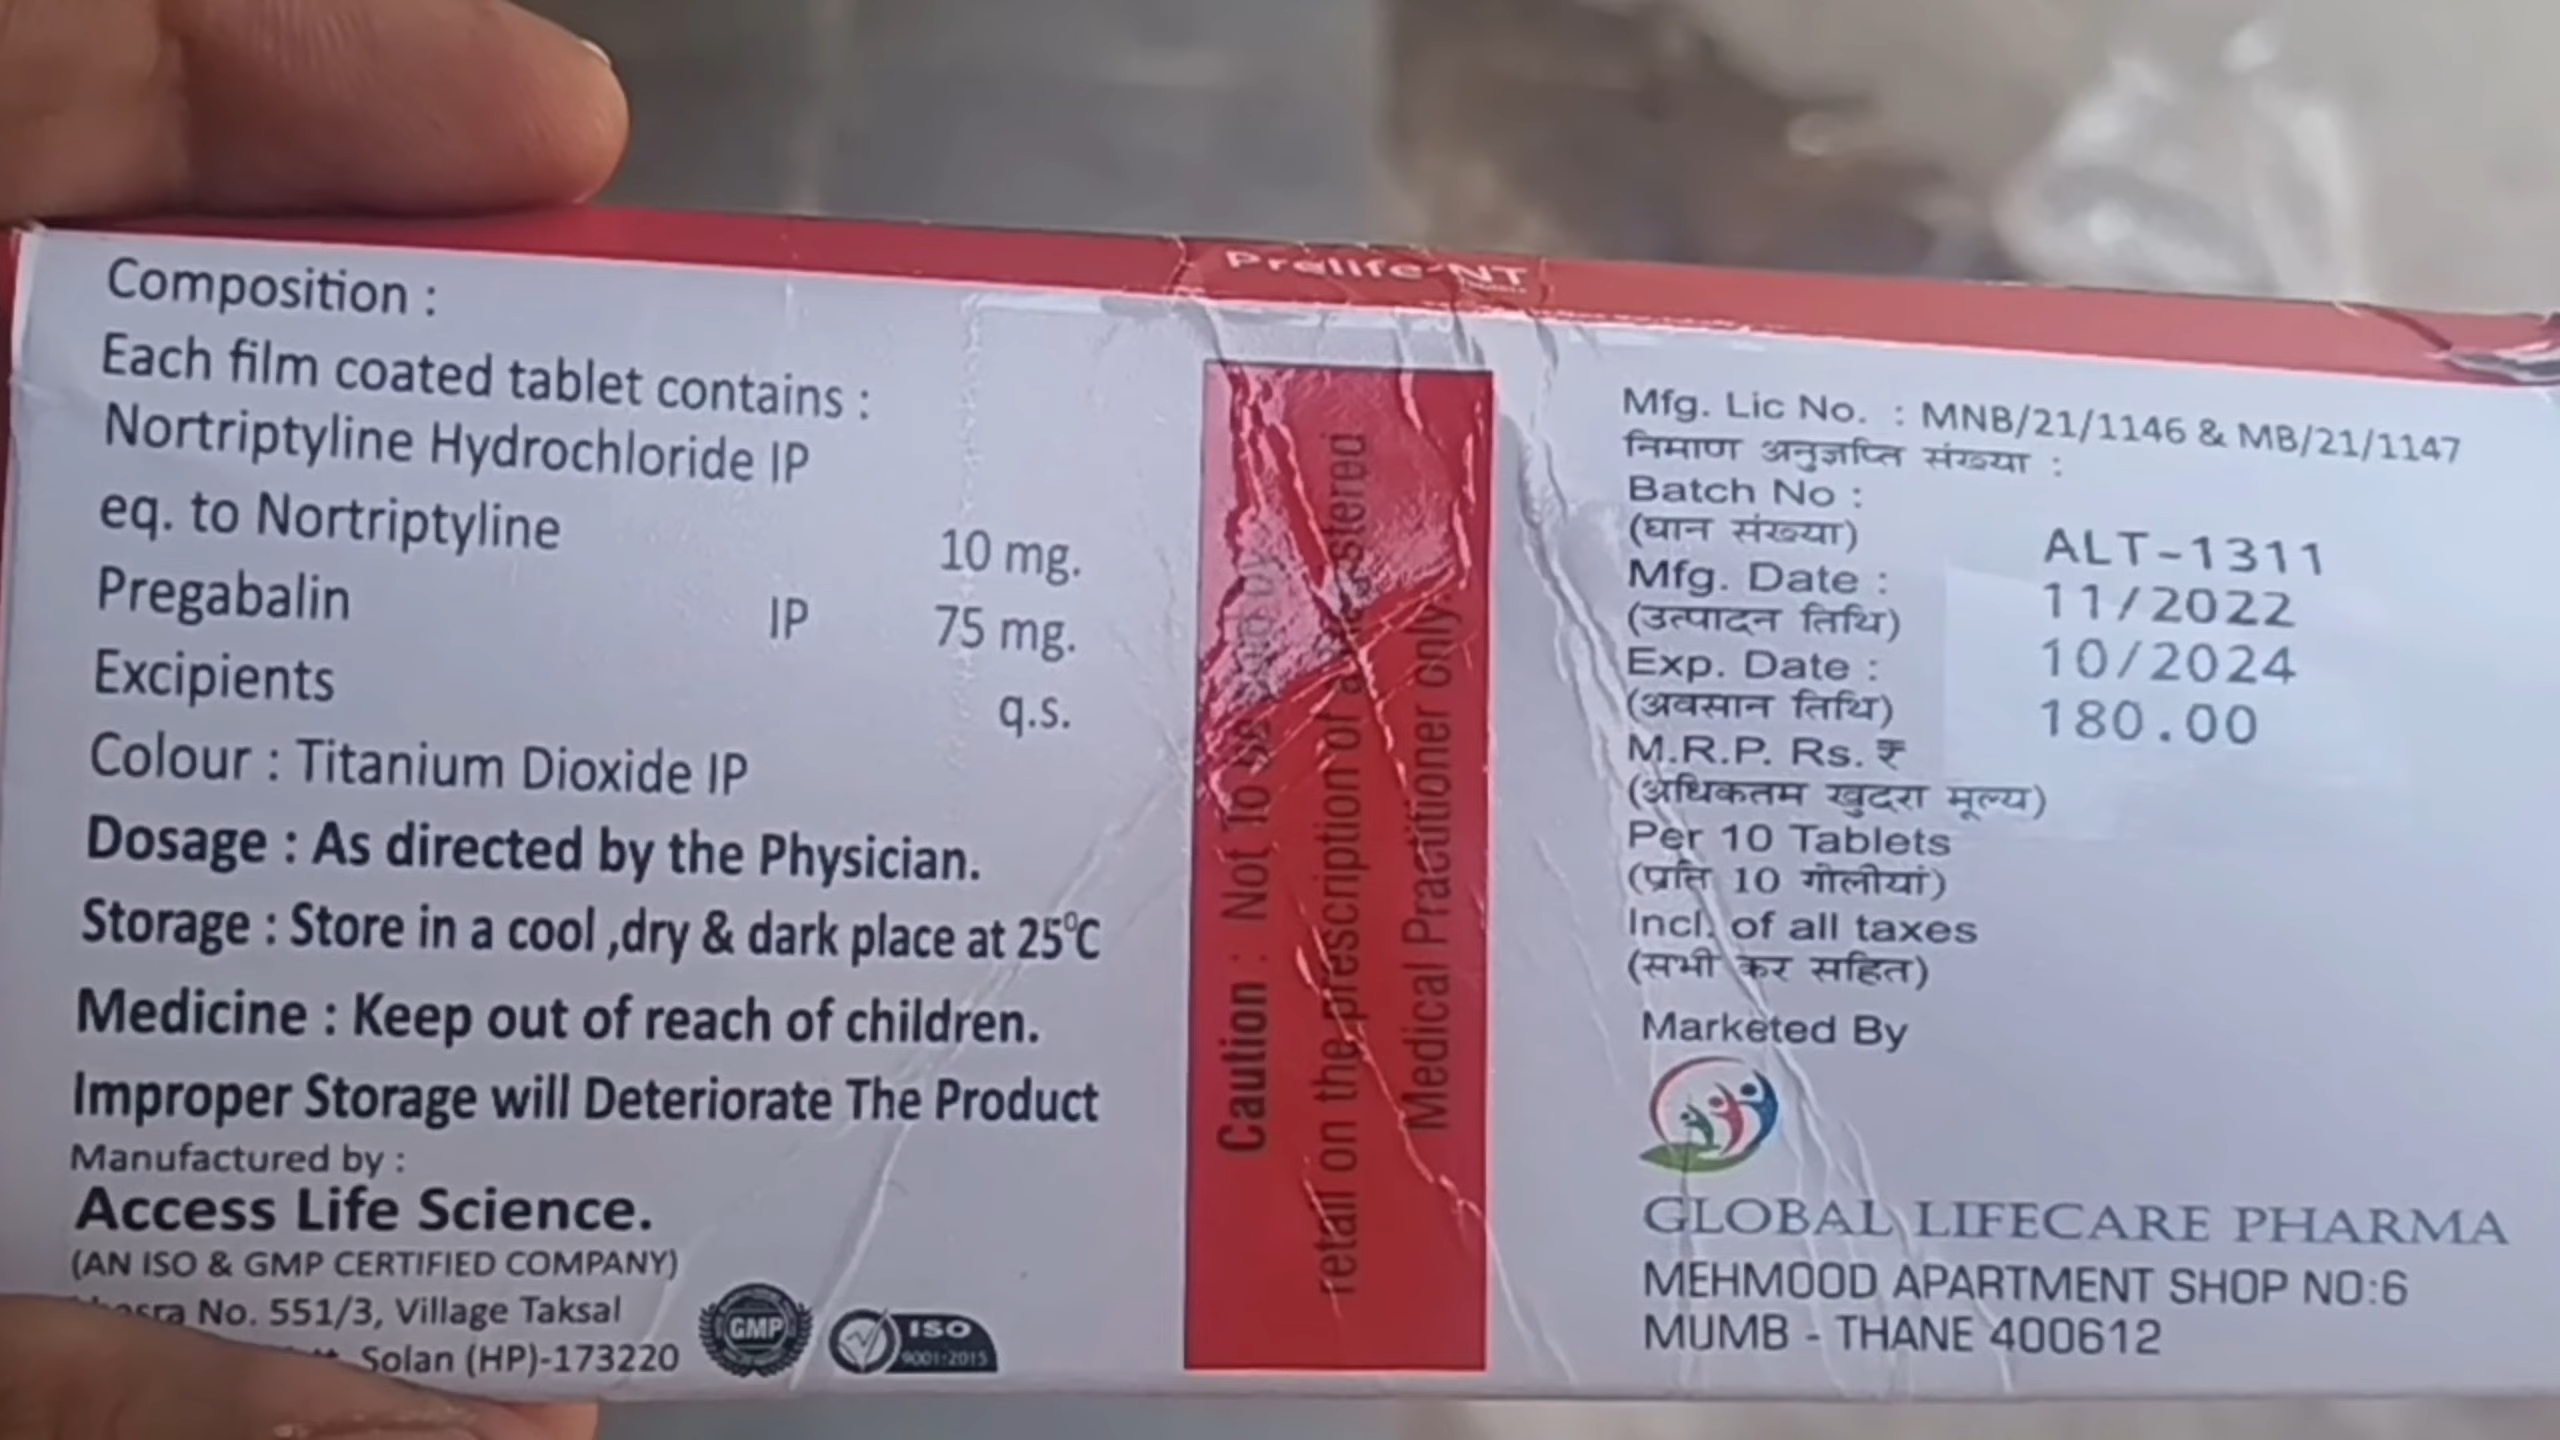 Prelife-NT
Composition :
Each film coated tablet contains :
Nortriptyline Hydrochloride IP
eq. to Nortriptyline 10 mg.
Pregabalin IP 75 mg.
Excipients q.s.
Colour : Titanium Dioxide IP
Dosage : As directed by the Physician.
Storage : Store in a cool ,dry & dark place at 25°C
Medicine : Keep out of reach of children.
Improper Storage will Deteriorate The Product
Manufactured by :
Access Life Science.
(AN ISO & GMP CERTIFIED COMPANY)
No. 551/3, Village Taksal
Solan (HP)-173220
GMP
ISO
9001:2015
Caution : Not To be
retail on the prescription of a
Medical Practitioner only.
Mfg. Lic No. : MNB/21/1146 & MB/21/1147
निमाण अनुज्ञप्ति संख्या :
Batch No : ALT-1311
(घान संख्या)
Mfg. Date : 11/2022
(उत्पादन तिथि)
Exp. Date : 10/2024
(अवसान तिथि)
M.R.P. Rs. ₹ 180.00
(अधिकतम खुदरा मूल्य)
Per 10 Tablets
(प्रति 10 गोलीयां)
Incl. of all taxes
(सभी कर सहित)
Marketed By
GLOBAL LIFECARE PHARMA
MEHMOOD APARTMENT SHOP NO:6
MUMB - THANE 400612